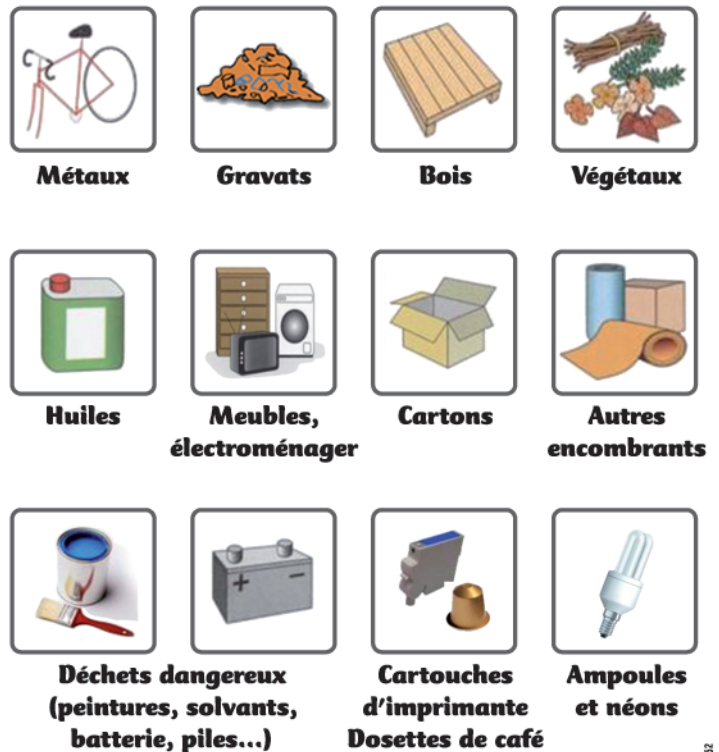 Métaux
Gravats
Bois
Végétaux
Huiles
Meubles,
électroménager
Cartons
Autres
encombrants
+ −
Déchets dangereux
(peintures, solvants,
batterie, piles...)
Cartouches
d'imprimante
Dosettes de café
Ampoules
et néons